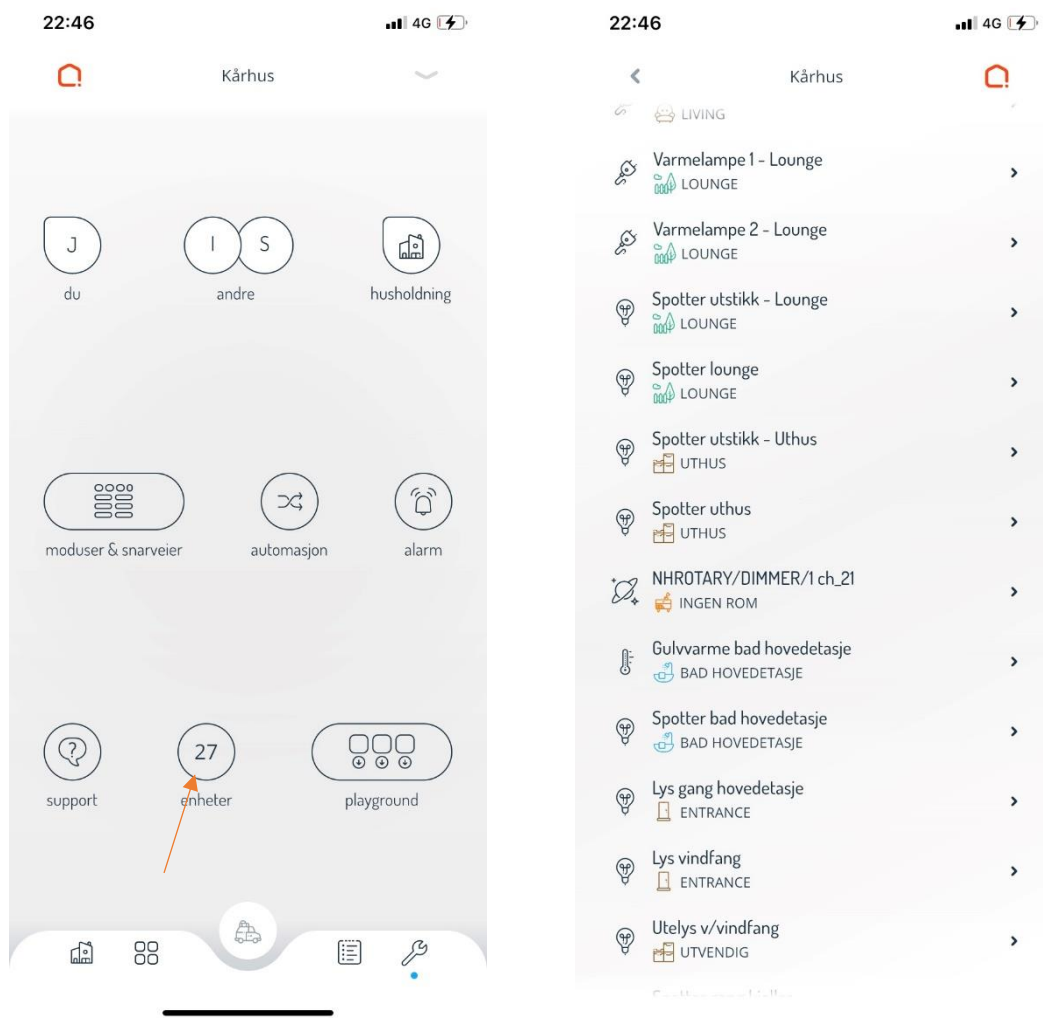 22:46
4G
Kårhus
J
I
S
du
andre
husholdning
moduser & snarveier
automasjon
alarm
?
27
support
enheter
playground
22:46
4G
Kårhus
LIVING
Varmelampe 1 - Lounge
LOUNGE
Varmelampe 2 - Lounge
LOUNGE
Spotter utstikk - Lounge
LOUNGE
Spotter lounge
LOUNGE
Spotter utstikk - Uthus
UTHUS
Spotter uthus
UTHUS
NHROTARY/DIMMER/1 ch_21
INGEN ROM
Gulvvarme bad hovedetasje
BAD HOVEDETASJE
Spotter bad hovedetasje
BAD HOVEDETASJE
Lys gang hovedetasje
ENTRANCE
Lys vindfang
ENTRANCE
Utelys v/vindfang
UTVENDIG